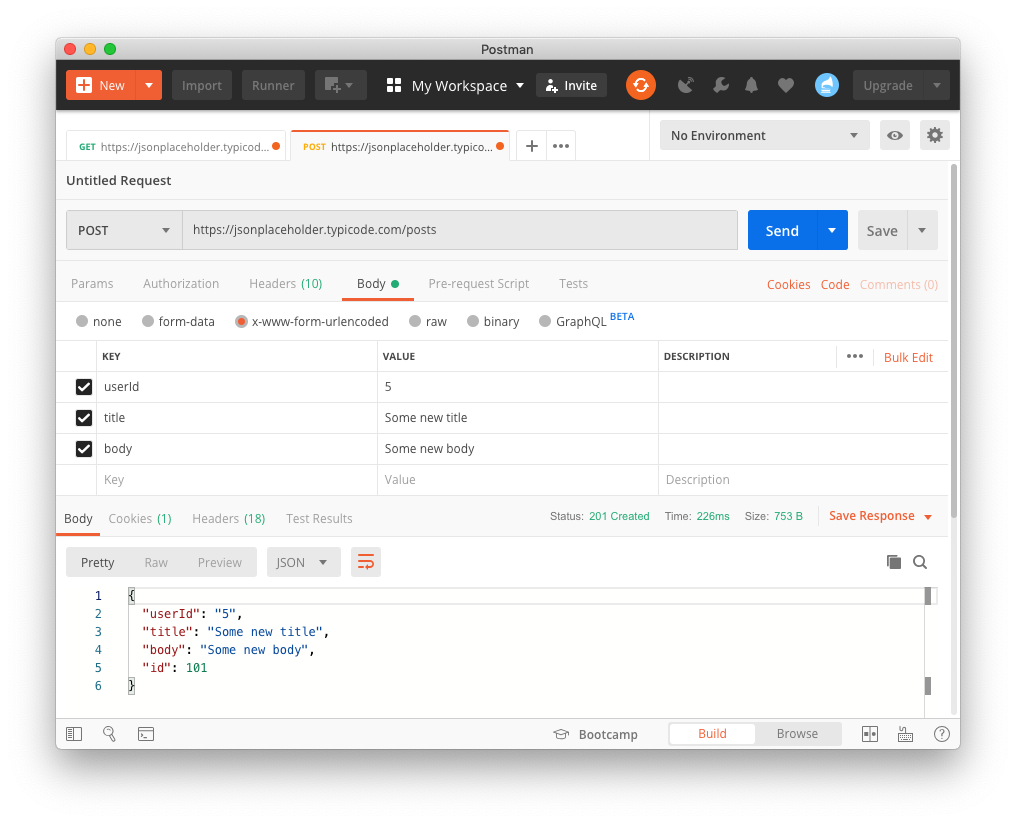 Postman
New Import Runner My Workspace Invite Upgrade
GET https://jsonplaceholder.typicod... POST https://jsonplaceholder.typico... + ••• No Environment
Untitled Request
POST https://jsonplaceholder.typicode.com/posts Send Save
Params Authorization Headers (10) Body Pre-request Script Tests Cookies Code Comments (0)
none form-data x-www-form-urlencoded raw binary GraphQL BETA
KEY VALUE DESCRIPTION ••• Bulk Edit
userId 5
title Some new title
body Some new body
Key Value Description
Body Cookies (1) Headers (18) Test Results Status: 201 Created Time: 226ms Size: 753 B Save Response
Pretty Raw Preview JSON
1 {
2 "userId": "5",
3 "title": "Some new title",
4 "body": "Some new body",
5 "id": 101
6 }
Bootcamp Build Browse ?